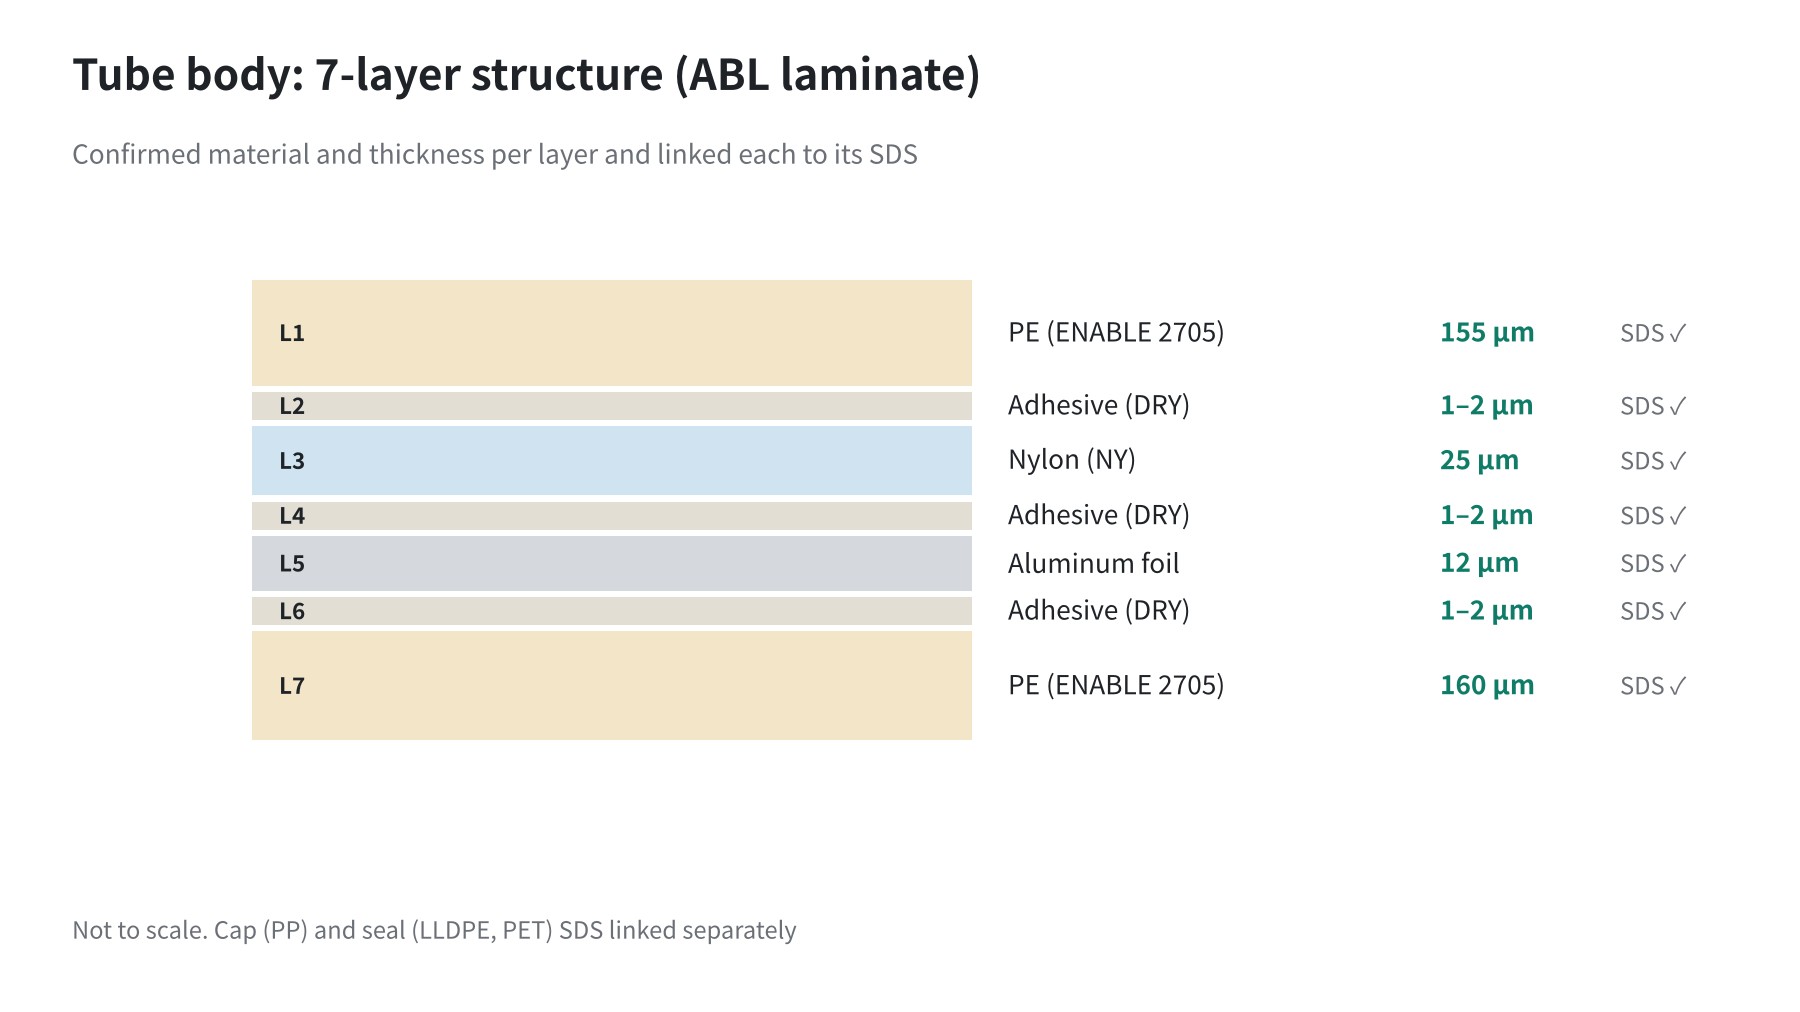 Tube body: 7-layer structure (ABL laminate)
Confirmed material and thickness per layer and linked each to its SDS
L1 PE (ENABLE 2705) 155 µm SDS ✓
L2 Adhesive (DRY) 1–2 µm SDS ✓
L3 Nylon (NY) 25 µm SDS ✓
L4 Adhesive (DRY) 1–2 µm SDS ✓
L5 Aluminum foil 12 µm SDS ✓
L6 Adhesive (DRY) 1–2 µm SDS ✓
L7 PE (ENABLE 2705) 160 µm SDS ✓
Not to scale. Cap (PP) and seal (LLDPE, PET) SDS linked separately